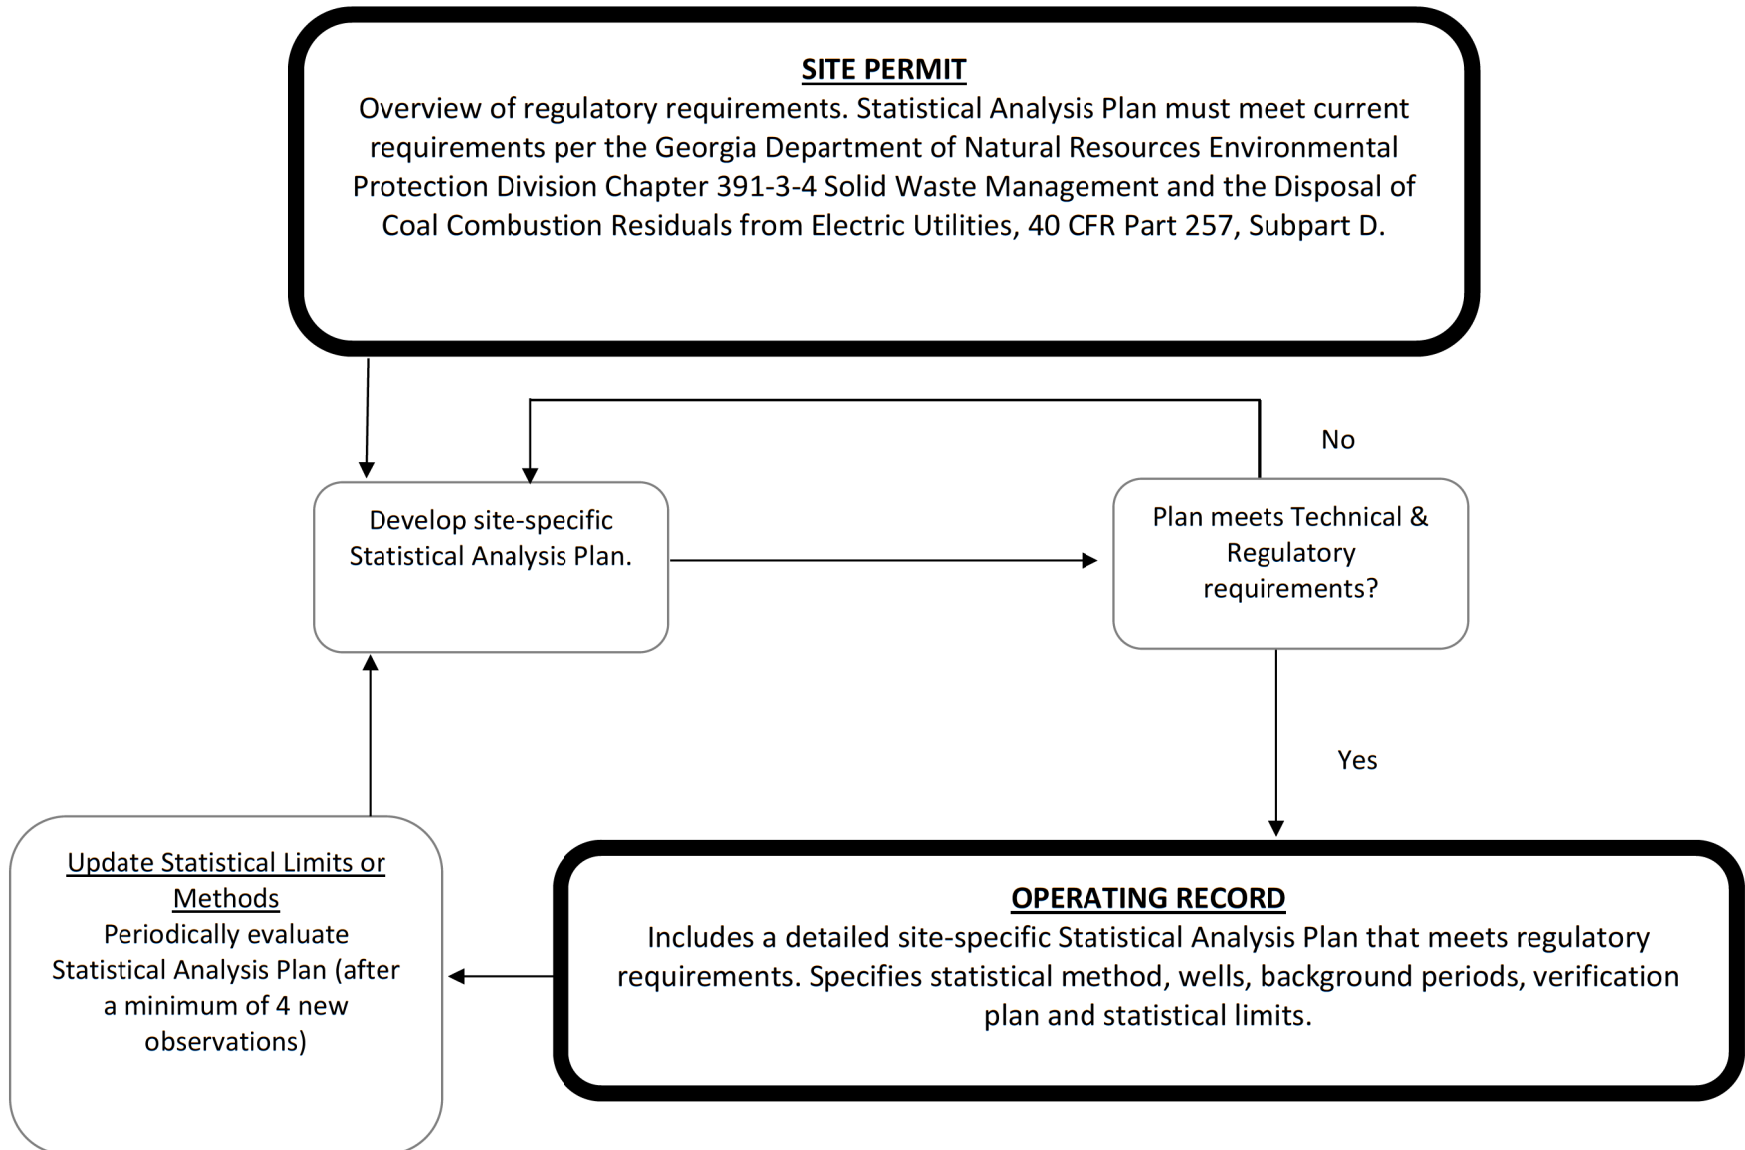 SITE PERMIT
Overview of regulatory requirements. Statistical Analysis Plan must meet current
requirements per the Georgia Department of Natural Resources Environmental
Protection Division Chapter 391-3-4 Solid Waste Management and the Disposal of
Coal Combustion Residuals from Electric Utilities, 40 CFR Part 257, Subpart D.
No
Develop site-specific
Statistical Analysis Plan.
Plan meets Technical &
Regulatory
requirements?
Yes
Update Statistical Limits or
Methods
Periodically evaluate
Statistical Analysis Plan (after
a minimum of 4 new
observations)
OPERATING RECORD
Includes a detailed site-specific Statistical Analysis Plan that meets regulatory
requirements. Specifies statistical method, wells, background periods, verification
plan and statistical limits.